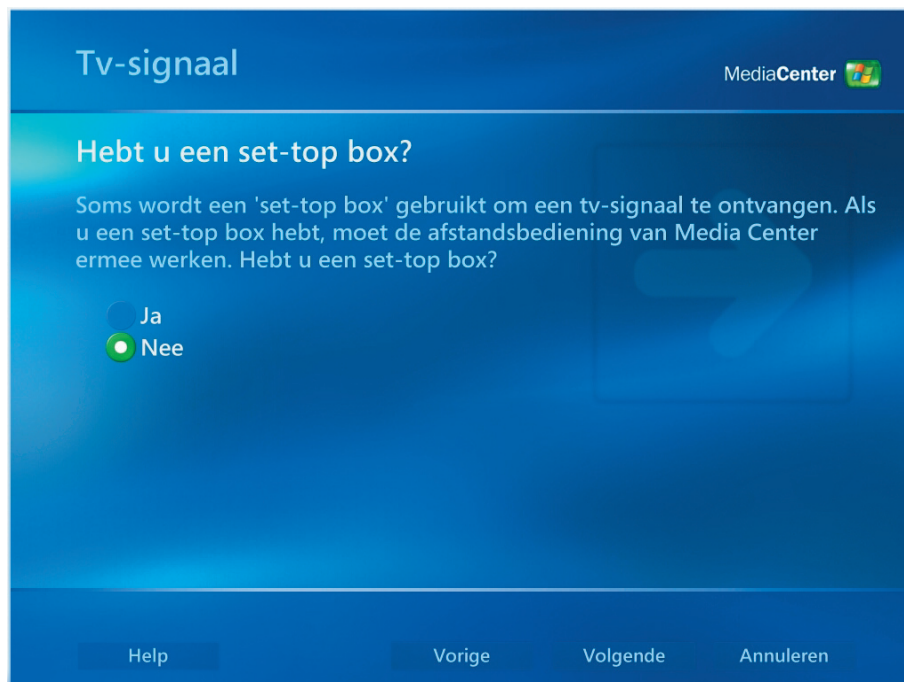 Tv-signaal
MediaCenter
Hebt u een set-top box?
Soms wordt een 'set-top box' gebruikt om een tv-signaal te ontvangen. Als
u een set-top box hebt, moet de afstandsbediening van Media Center
ermee werken. Hebt u een set-top box?
Ja
Nee
Help
Vorige
Volgende
Annuleren